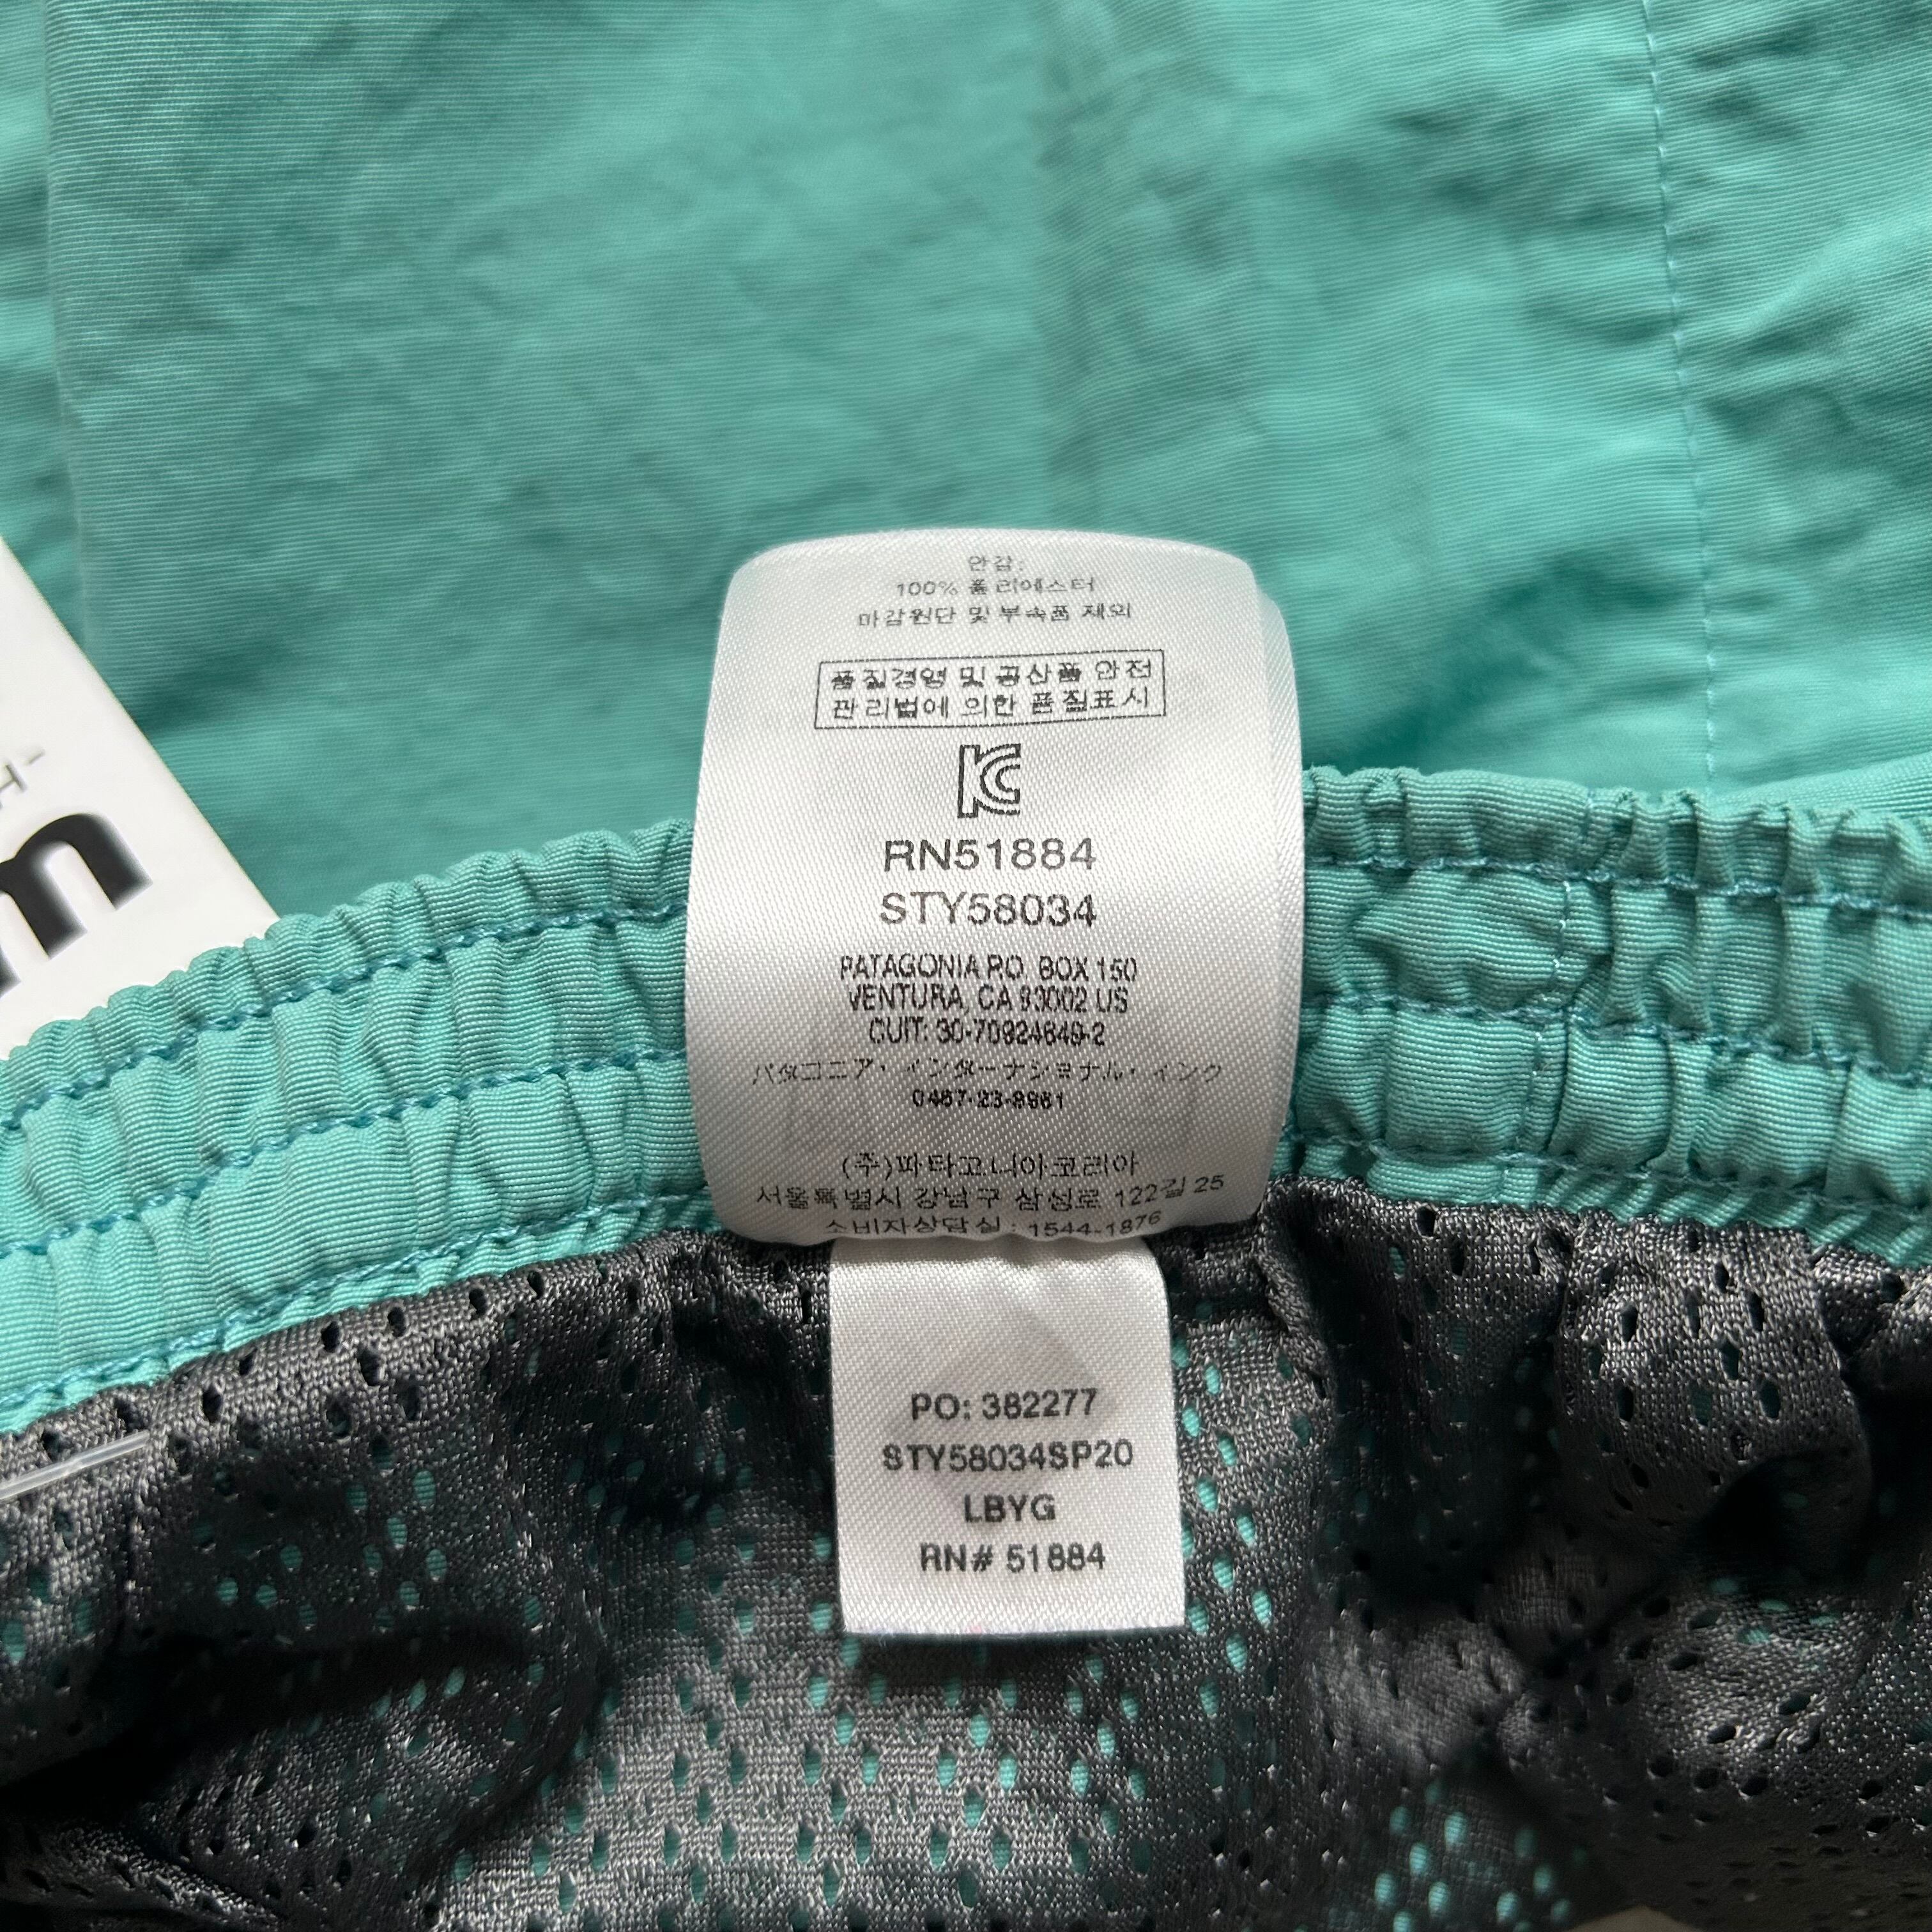 안감:
100% 폴리에스터
마감원단 및 부속품 제외
품질경영 및 공산품 안전
관리법에 의한 품질표시
KC
RN51884
STY58034
PATAGONIA P.O. BOX 150
VENTURA, CA 93002 US
CUIT: 30-70924649-2
パタゴニア・インターナショナル・インク
0467-23-8961
(주)파타고니아코리아
서울특별시 강남구 삼성로 122길 25
소비자상담실 : 1544-1876
PO: 382277
STY58034SP20
LBYG
RN# 51884
m